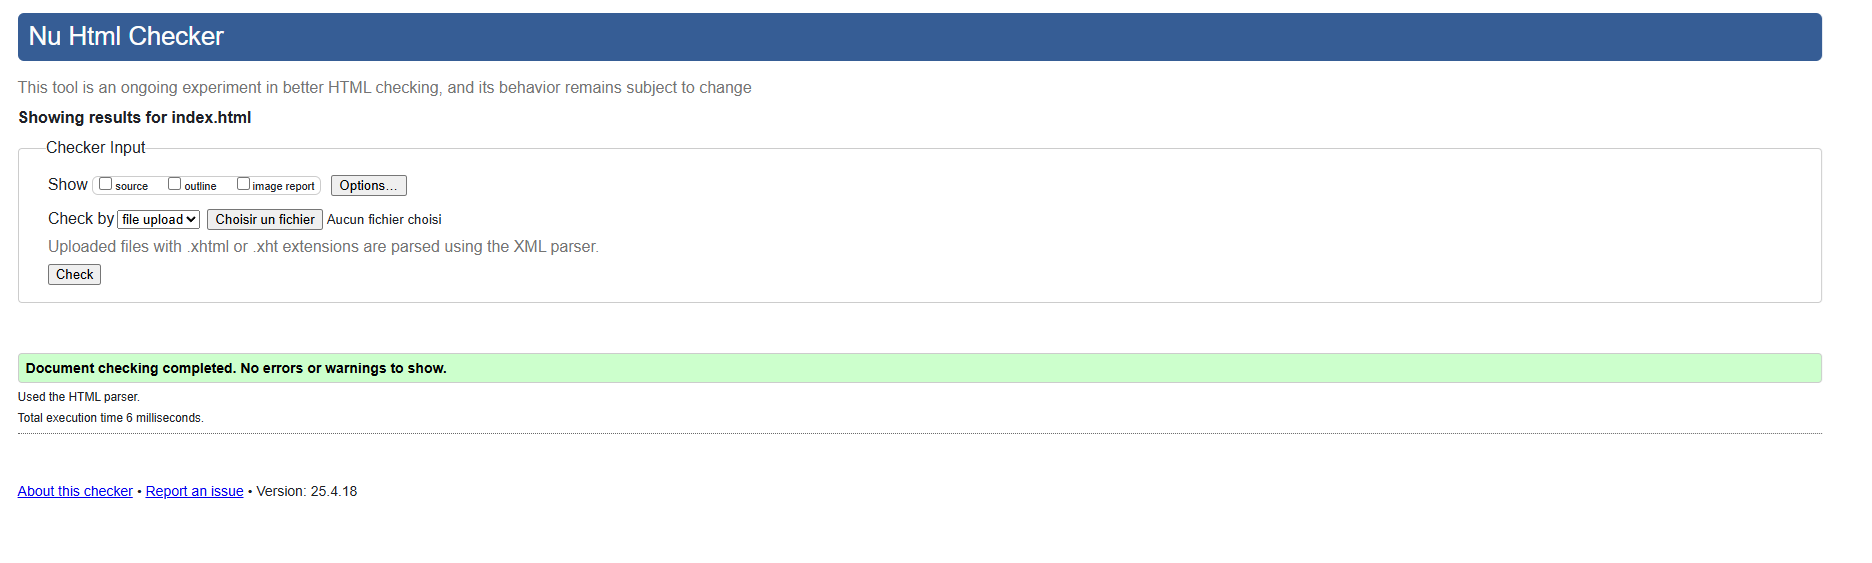 Nu Html Checker
This tool is an ongoing experiment in better HTML checking, and its behavior remains subject to change
Showing results for index.html
Checker Input
Show source outline image report Options...
Check by file upload Choisir un fichier Aucun fichier choisi
Uploaded files with .xhtml or .xht extensions are parsed using the XML parser.
Check
Document checking completed. No errors or warnings to show.
Used the HTML parser.
Total execution time 6 milliseconds.
About this checker • Report an issue • Version: 25.4.18